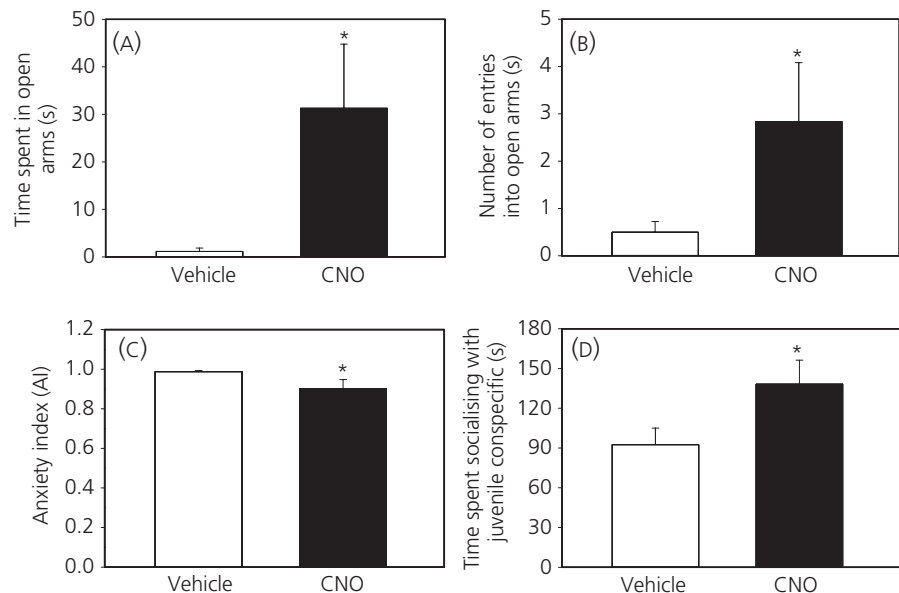 (A)
Time spent in open
arms (s)
50
40
30
20
10
0
*
Vehicle
CNO
(B)
Number of entries
into open arms (s)
5
4
3
2
1
0
*
Vehicle
CNO
(C)
Anxiety index (AI)
1.2
1.0
0.8
0.6
0.4
0.2
0.0
*
Vehicle
CNO
(D)
Time spent socialising with
juvenile conspecific (s)
180
150
120
90
60
30
0
*
Vehicle
CNO